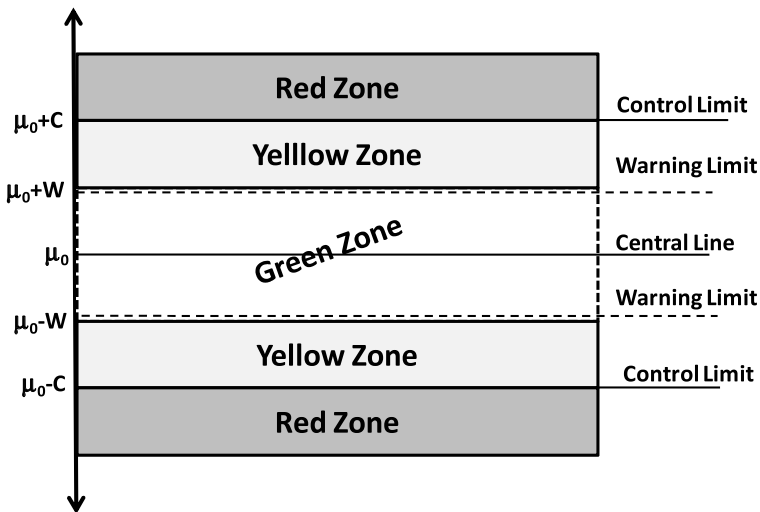 Red Zone
Control Limit
μ₀+C
Yelllow Zone
Warning Limit
μ₀+W
Green Zone
Central Line
μ₀
Warning Limit
μ₀-W
Yellow Zone
Control Limit
μ₀-C
Red Zone